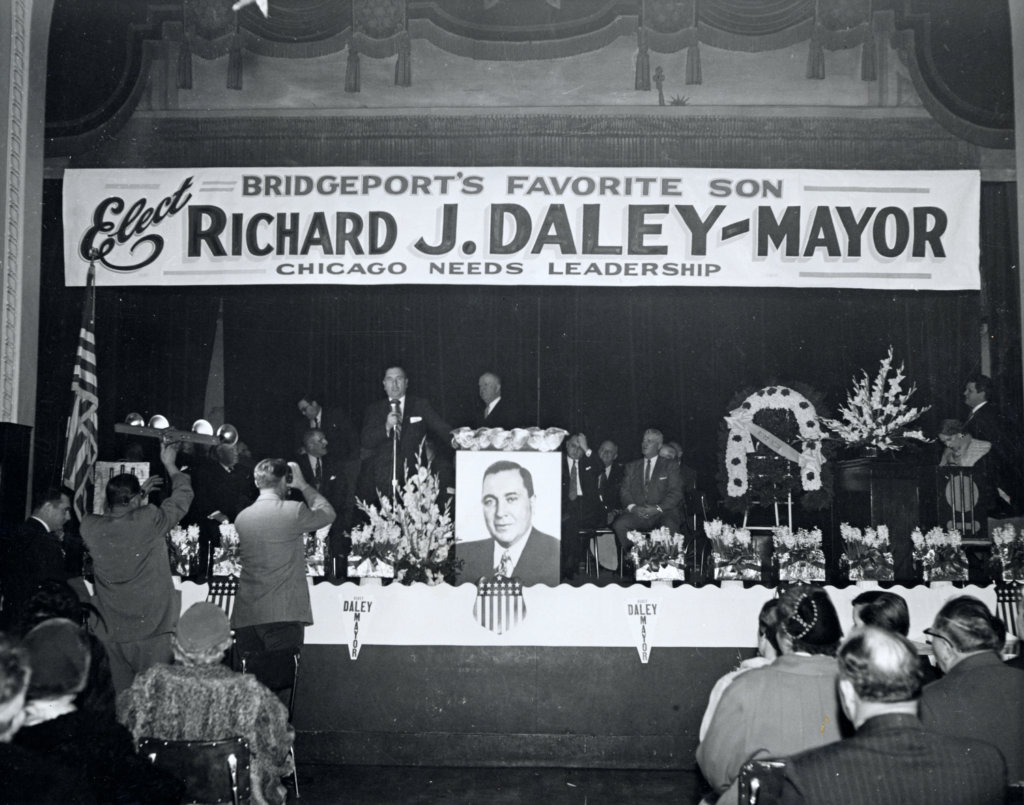 BRIDGEPORT'S FAVORITE SON
Elect RICHARD J. DALEY-MAYOR
CHICAGO NEEDS LEADERSHIP
DALEY
MAYOR
DALEY
MAYOR